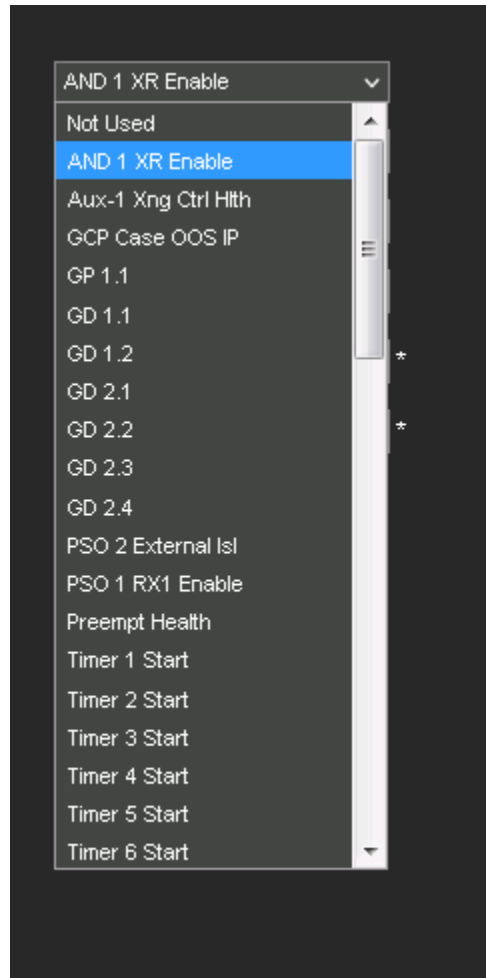 AND 1 XR Enable
Not Used
AND 1 XR Enable
Aux-1 Xng Ctrl Hlth
GCP Case OOS IP
GP 1.1
GD 1.1
GD 1.2
*
GD 2.1
GD 2.2
*
GD 2.3
GD 2.4
PSO 2 External Isl
PSO 1 RX1 Enable
Preempt Health
Timer 1 Start
Timer 2 Start
Timer 3 Start
Timer 4 Start
Timer 5 Start
Timer 6 Start